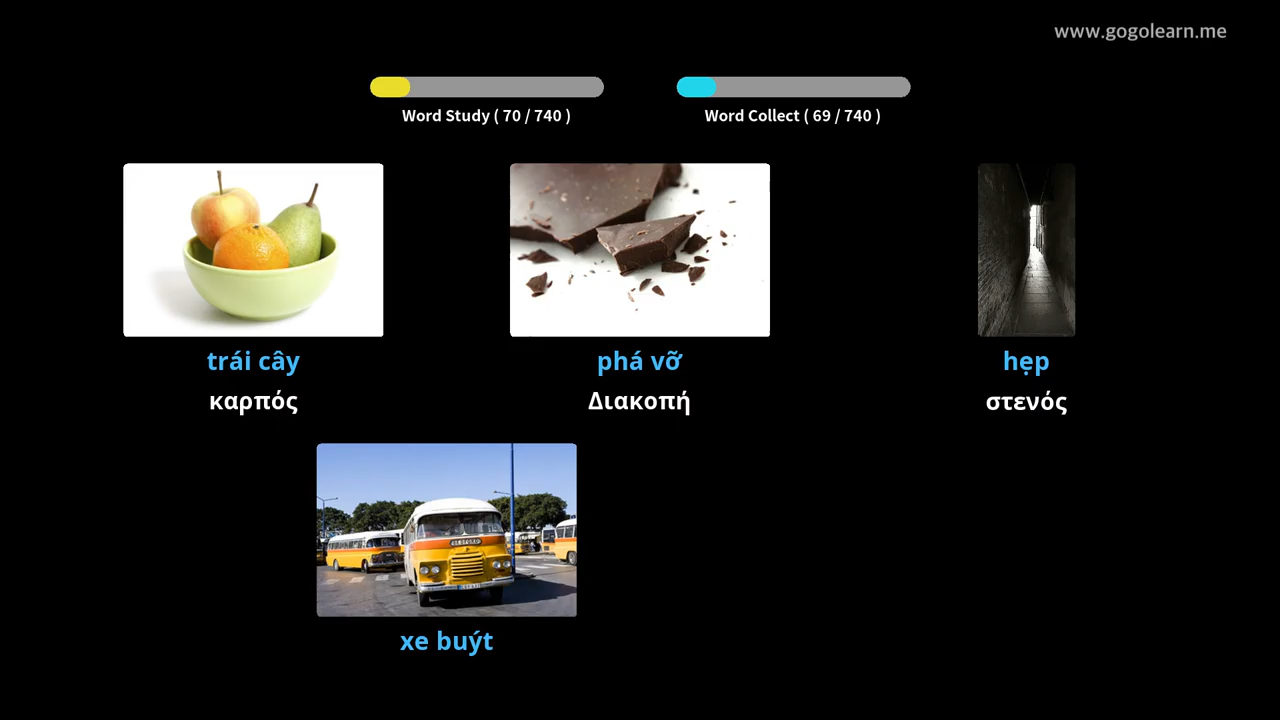 www.gogolearn.me
Word Study ( 70 / 740 )
Word Collect ( 69 / 740 )
trái cây
καρπός
phá vỡ
Διακοπή
hẹp
στενός
xe buýt